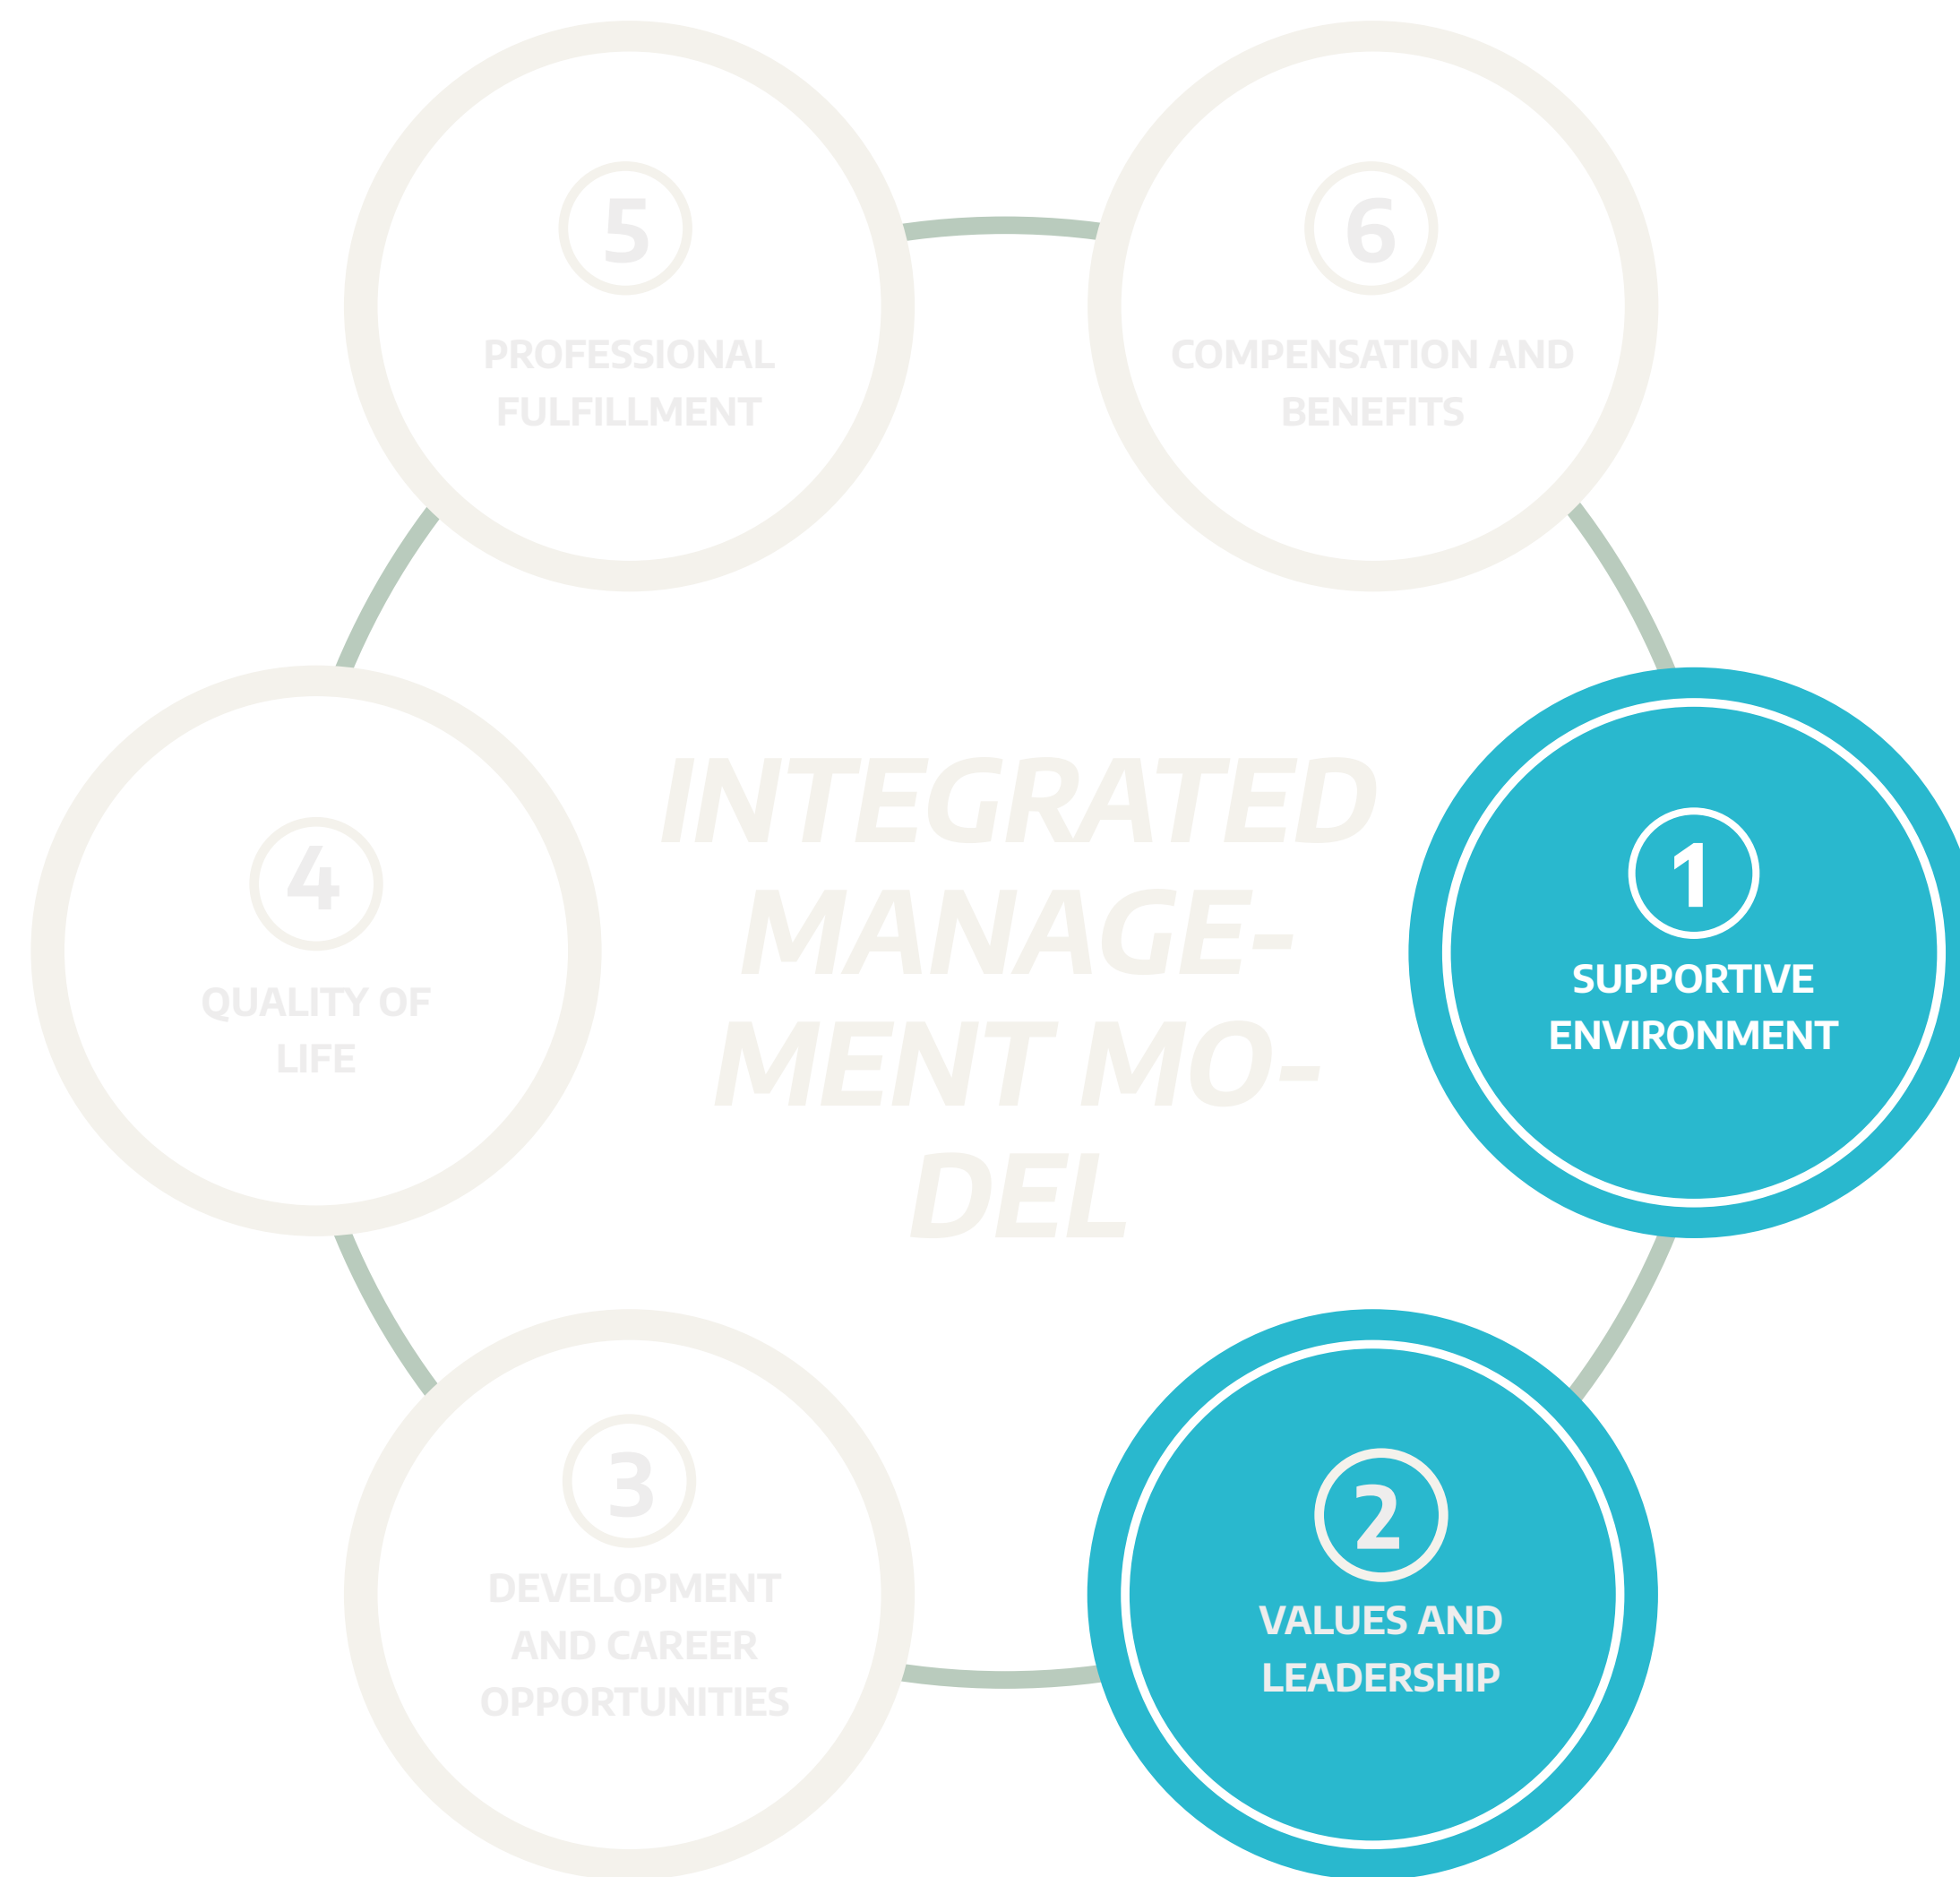 5
PROFESSIONAL
FULFILLMENT
6
COMPENSATION AND
BENEFITS
4
QUALITY OF
LIFE
INTEGRATED
MANAGE-
MENT MO-
DEL
1
SUPPORTIVE
ENVIRONMENT
3
DEVELOPMENT
AND CAREER
OPPORTUNITIES
2
VALUES AND
LEADERSHIP